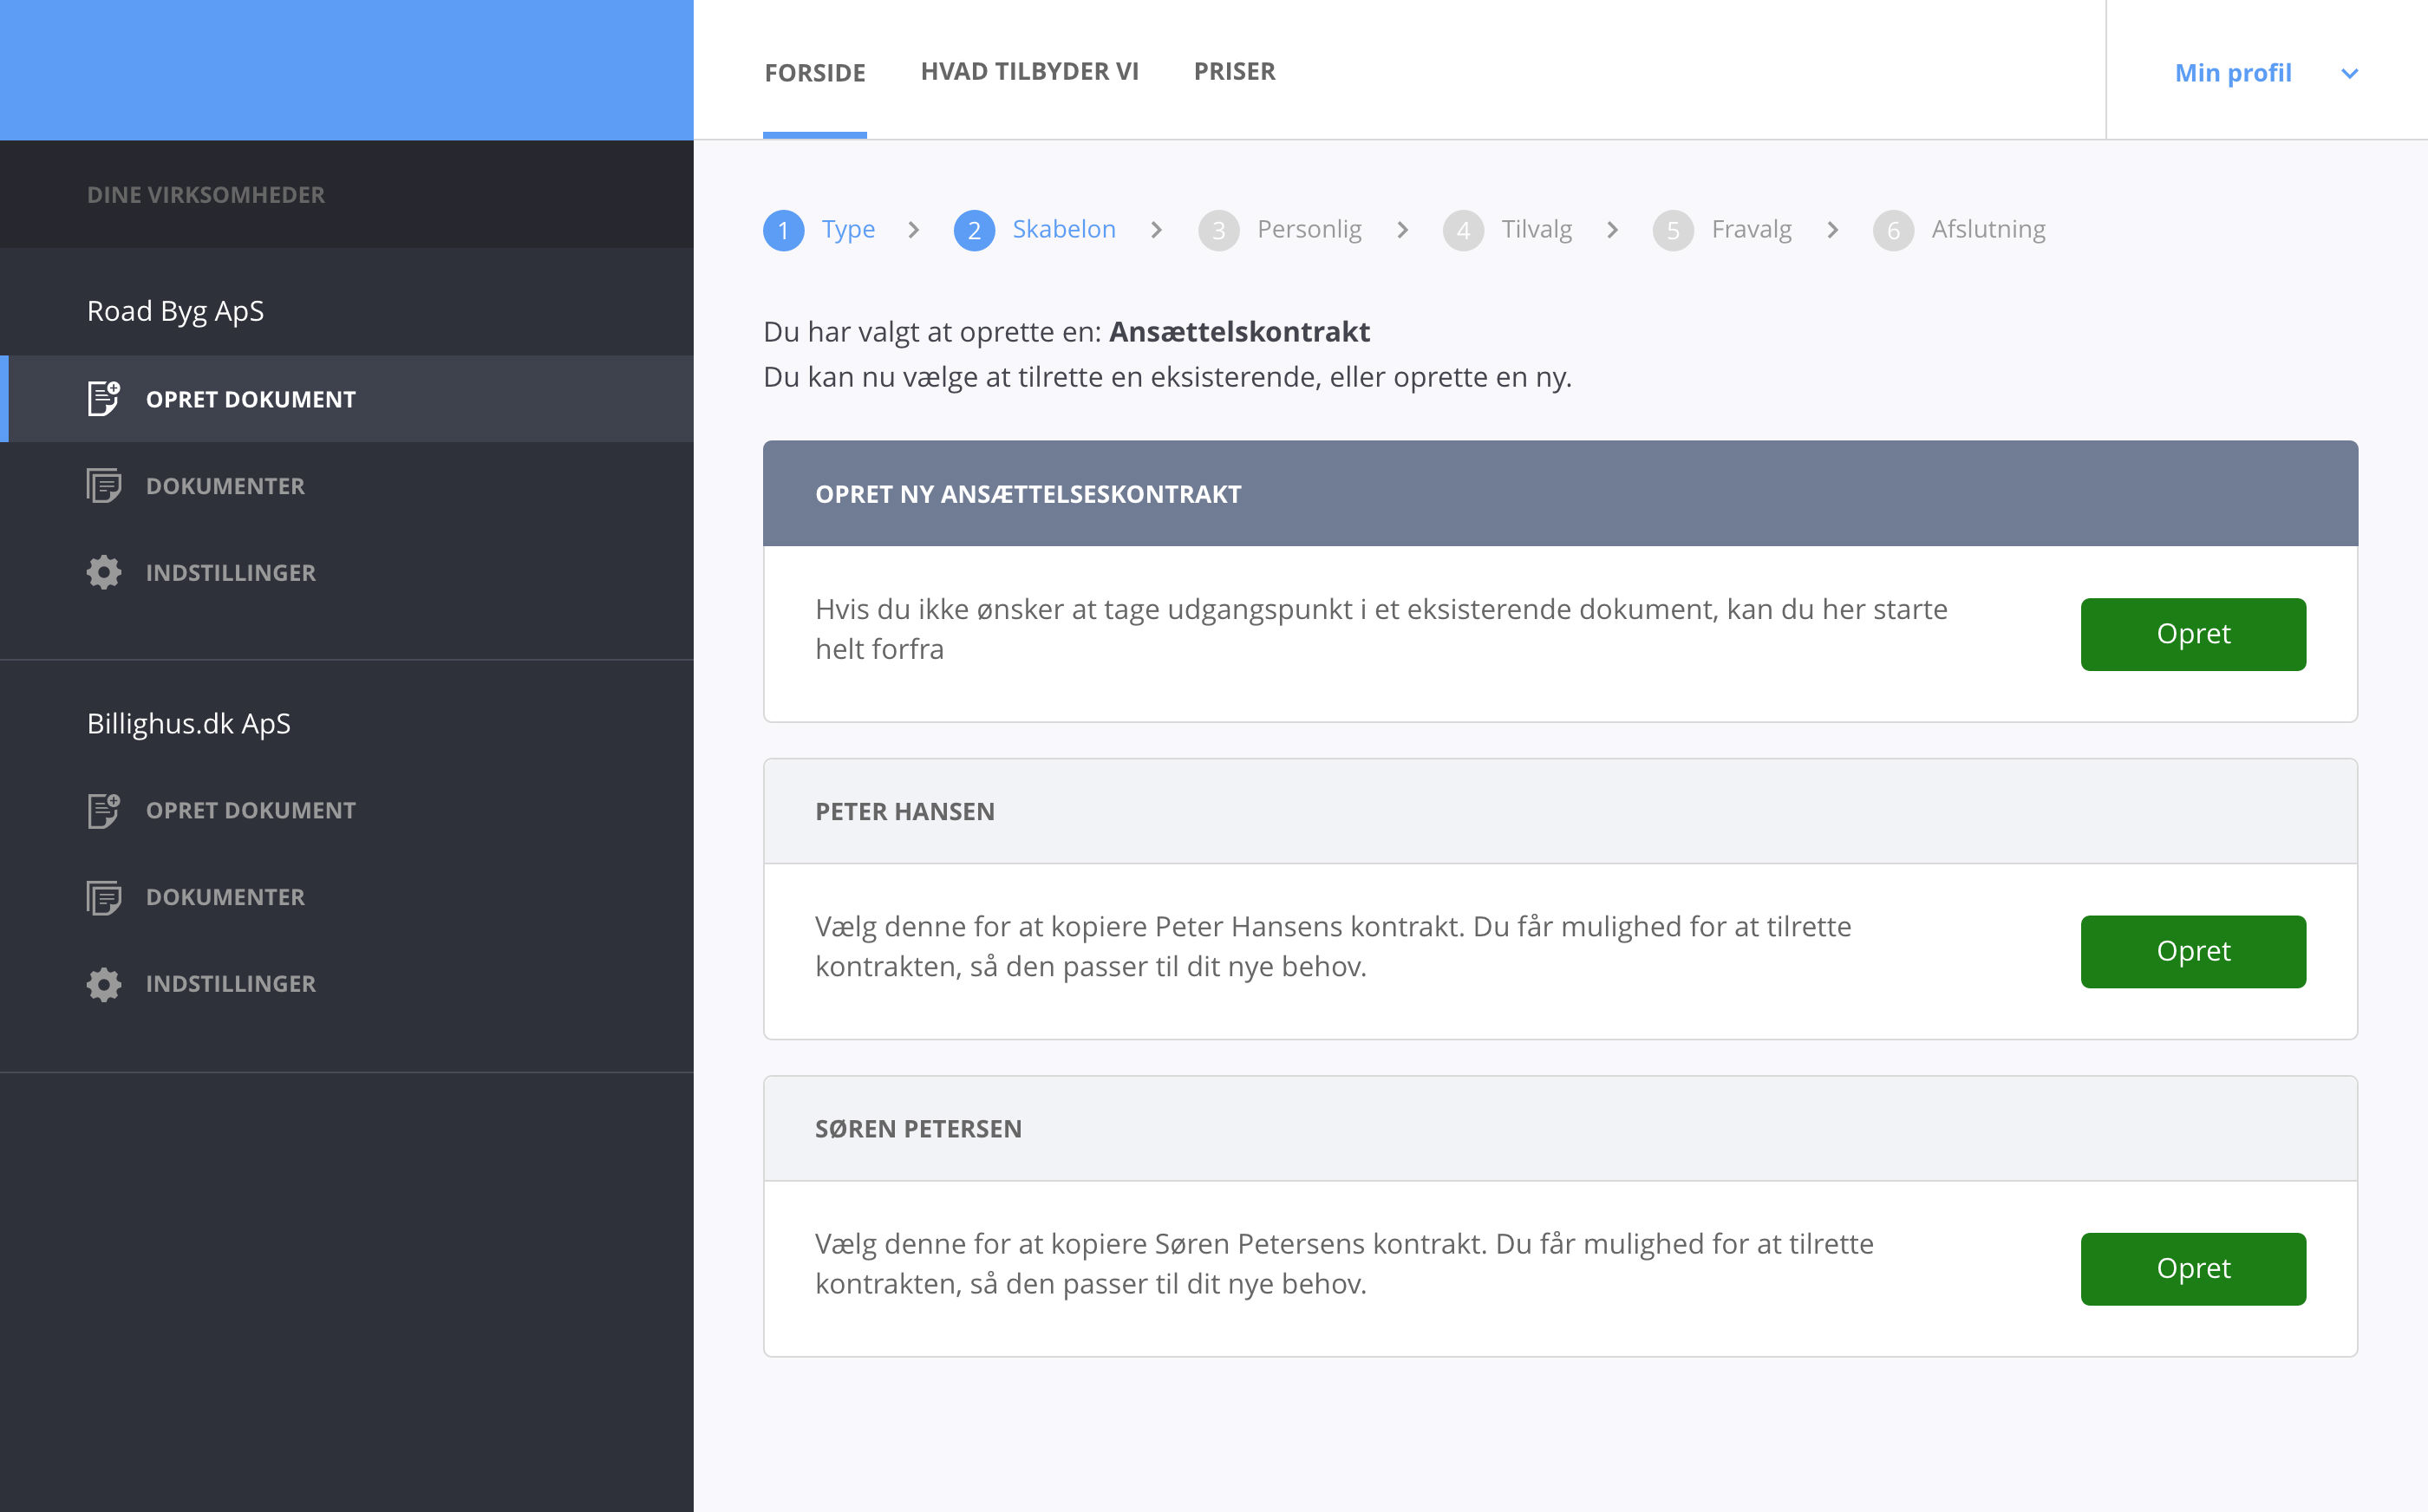 FORSIDE HVAD TILBYDER VI PRISER Min profil
DINE VIRKSOMHEDER
Road Byg ApS
OPRET DOKUMENT
DOKUMENTER
INDSTILLINGER
Billighus.dk ApS
OPRET DOKUMENT
DOKUMENTER
INDSTILLINGER
1 Type 2 Skabelon 3 Personlig 4 Tilvalg 5 Fravalg 6 Afslutning
Du har valgt at oprette en: Ansættelskontrakt
Du kan nu vælge at tilrette en eksisterende, eller oprette en ny.
OPRET NY ANSÆTTELSESKONTRAKT
Hvis du ikke ønsker at tage udgangspunkt i et eksisterende dokument, kan du her starte
helt forfra
Opret
PETER HANSEN
Vælg denne for at kopiere Peter Hansens kontrakt. Du får mulighed for at tilrette
kontrakten, så den passer til dit nye behov.
Opret
SØREN PETERSEN
Vælg denne for at kopiere Søren Petersens kontrakt. Du får mulighed for at tilrette
kontrakten, så den passer til dit nye behov.
Opret